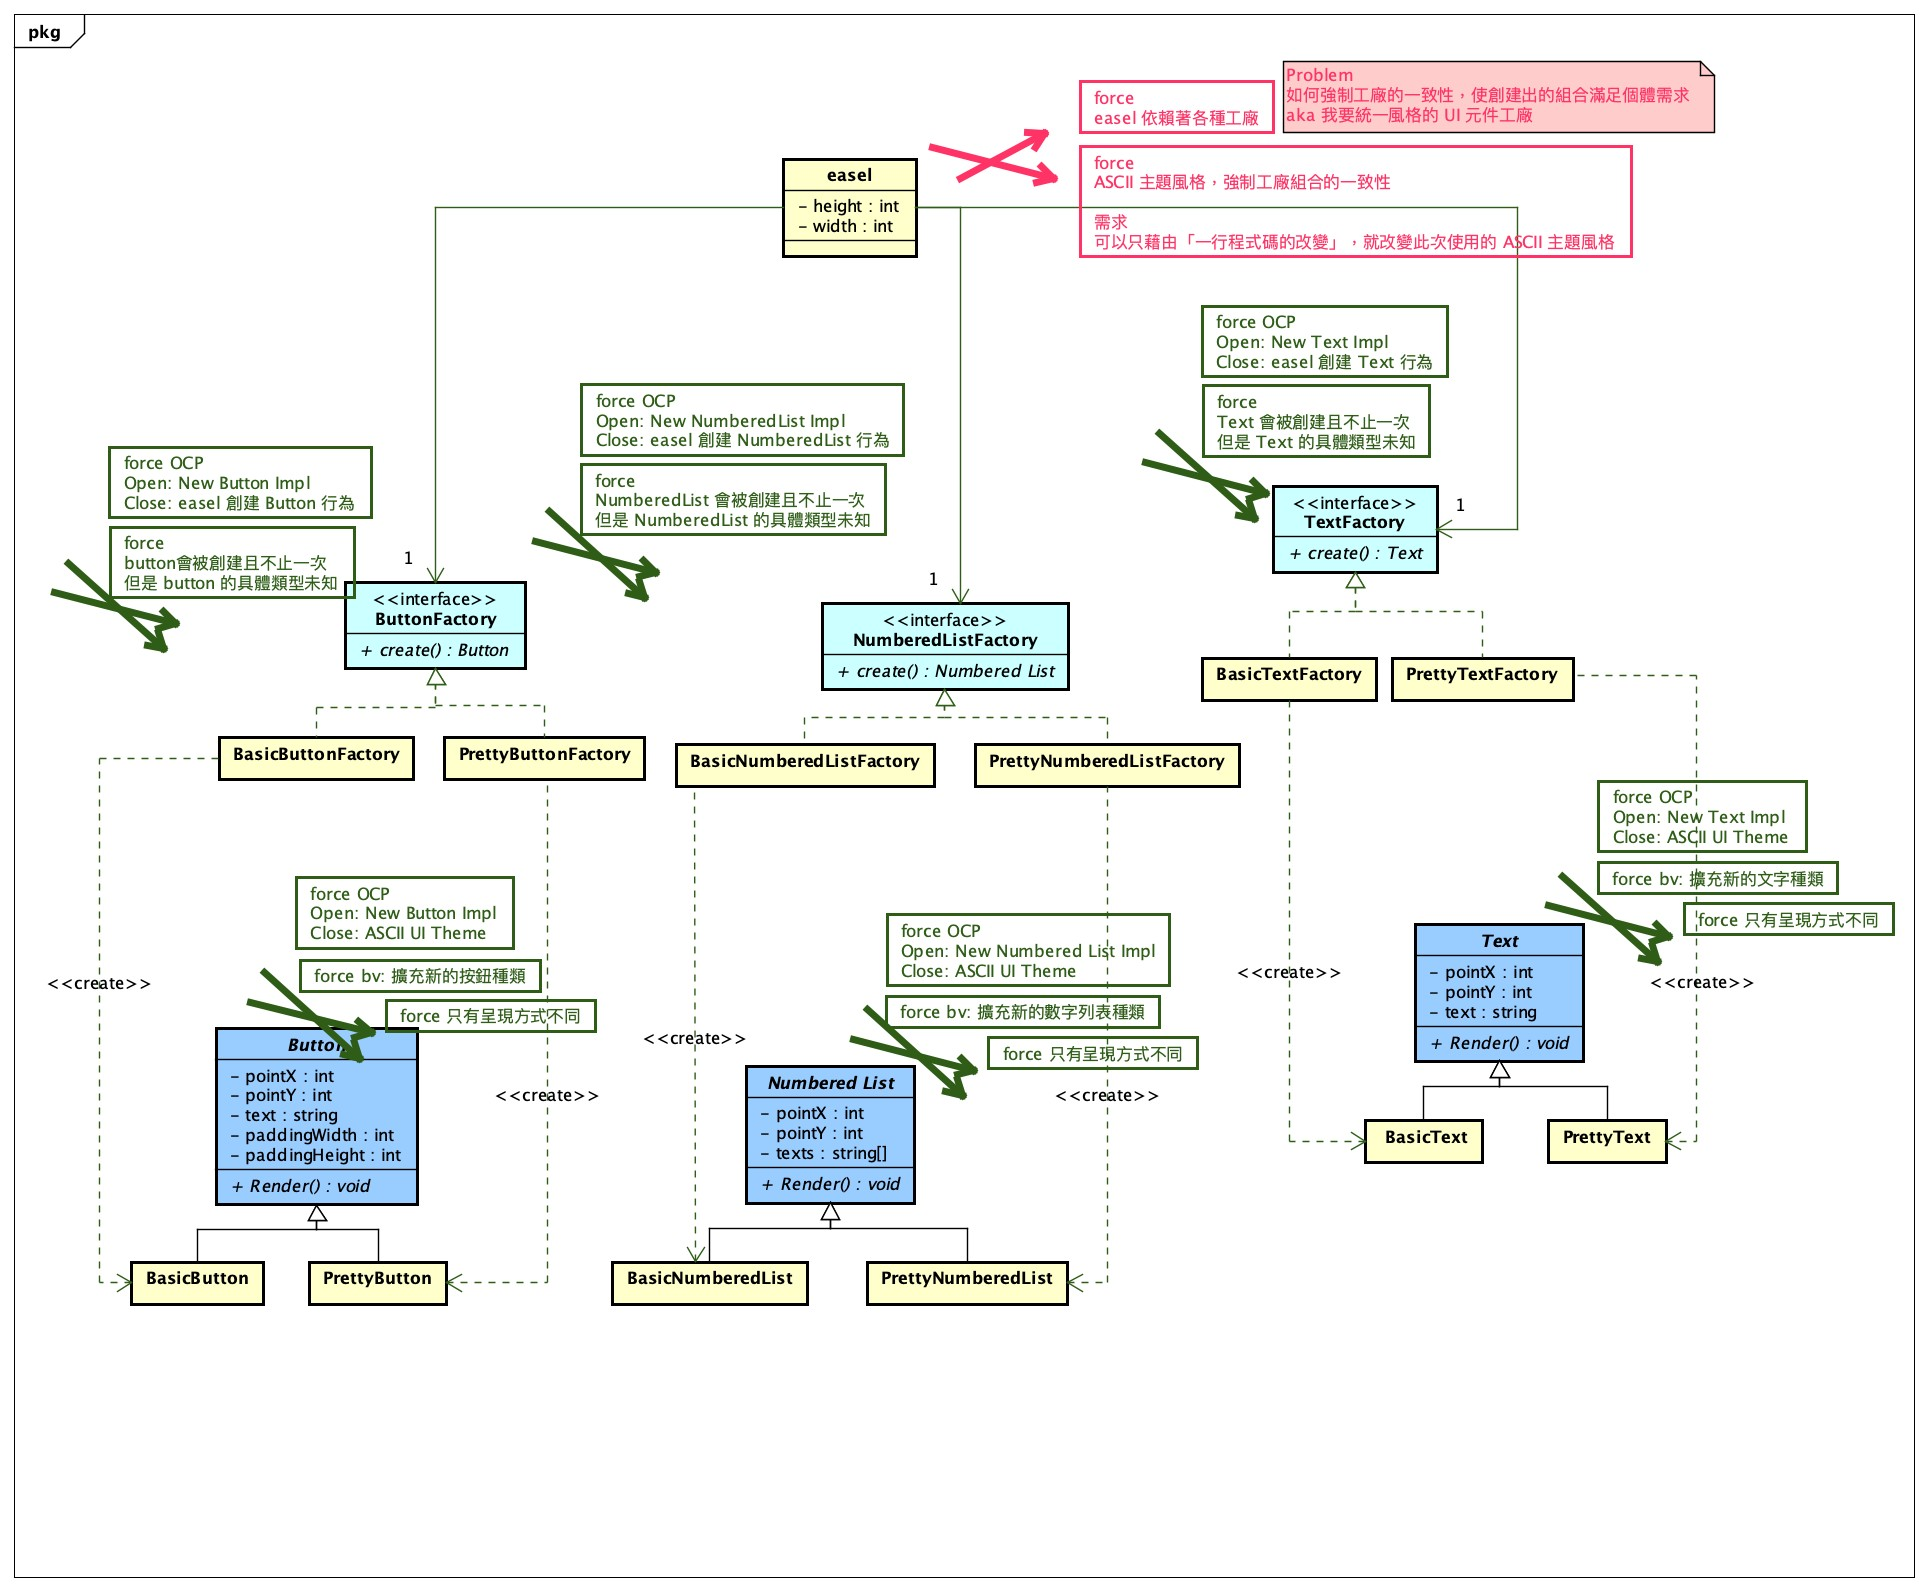 pkg
Problem
如何強制工廠的一致性，使創建出的組合滿足個體需求
aka 我要統一風格的 UI 元件工廠
force
easel 依賴著各種工廠
force
ASCII 主題風格，強制工廠組合的一致性
需求
可以只藉由「一行程式碼的改變」，就改變此次使用的 ASCII 主題風格
easel
- height : int
- width : int
force OCP
Open: New Text Impl
Close: easel 創建 Text 行為
force
Text 會被創建且不止一次
但是 Text 的具體類型未知
force OCP
Open: New NumberedList Impl
Close: easel 創建 NumberedList 行為
force
NumberedList 會被創建且不止一次
但是 NumberedList 的具體類型未知
force OCP
Open: New Button Impl
Close: easel 創建 Button 行為
force
button會被創建且不止一次
但是 button 的具體類型未知
1
<<interface>>
ButtonFactory
+ create() : Button
1
<<interface>>
NumberedListFactory
+ create() : Numbered List
1
<<interface>>
TextFactory
+ create() : Text
BasicTextFactory
PrettyTextFactory
BasicButtonFactory
PrettyButtonFactory
BasicNumberedListFactory
PrettyNumberedListFactory
force OCP
Open: New Text Impl
Close: ASCII UI Theme
force bv: 擴充新的文字種類
force 只有呈現方式不同
force OCP
Open: New Button Impl
Close: ASCII UI Theme
force bv: 擴充新的按鈕種類
force 只有呈現方式不同
force OCP
Open: New Numbered List Impl
Close: ASCII UI Theme
force bv: 擴充新的數字列表種類
force 只有呈現方式不同
<<create>>
<<create>>
<<create>>
<<create>>
<<create>>
<<create>>
Button
- pointX : int
- pointY : int
- text : string
- paddingWidth : int
- paddingHeight : int
+ Render() : void
Numbered List
- pointX : int
- pointY : int
- texts : string[]
+ Render() : void
Text
- pointX : int
- pointY : int
- text : string
+ Render() : void
BasicText
PrettyText
BasicButton
PrettyButton
BasicNumberedList
PrettyNumberedList